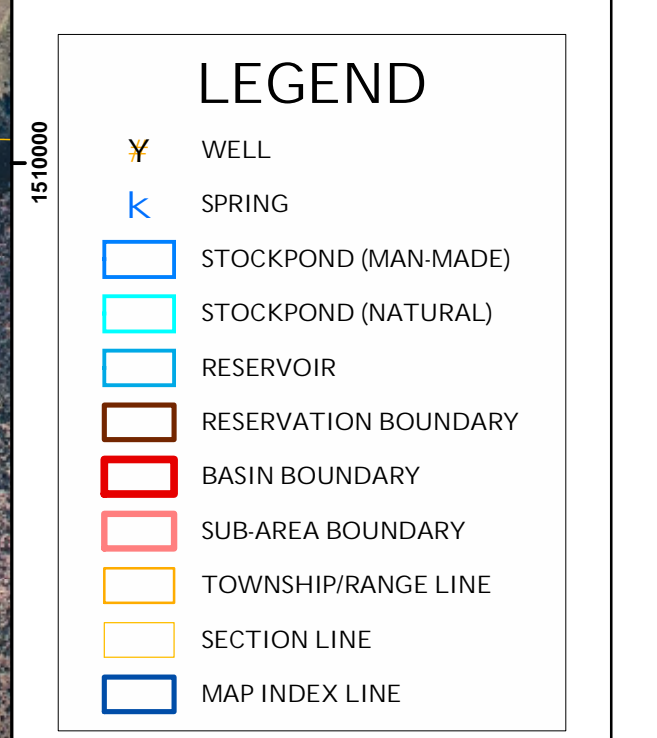 1510000
LEGEND
¥ WELL
k SPRING
STOCKPOND (MAN-MADE)
STOCKPOND (NATURAL)
RESERVOIR
RESERVATION BOUNDARY
BASIN BOUNDARY
SUB-AREA BOUNDARY
TOWNSHIP/RANGE LINE
SECTION LINE
MAP INDEX LINE